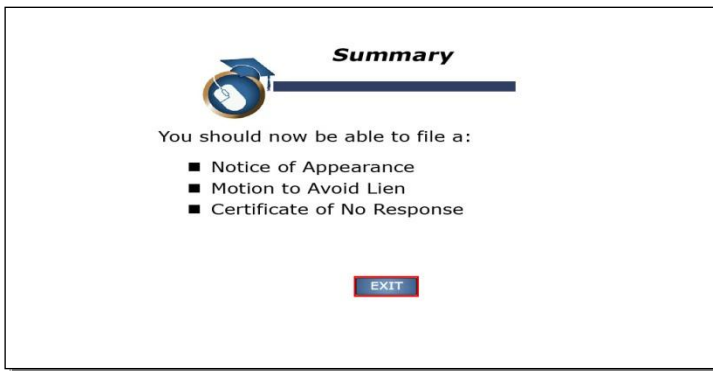 Summary
You should now be able to file a:
■ Notice of Appearance
■ Motion to Avoid Lien
■ Certificate of No Response
EXIT